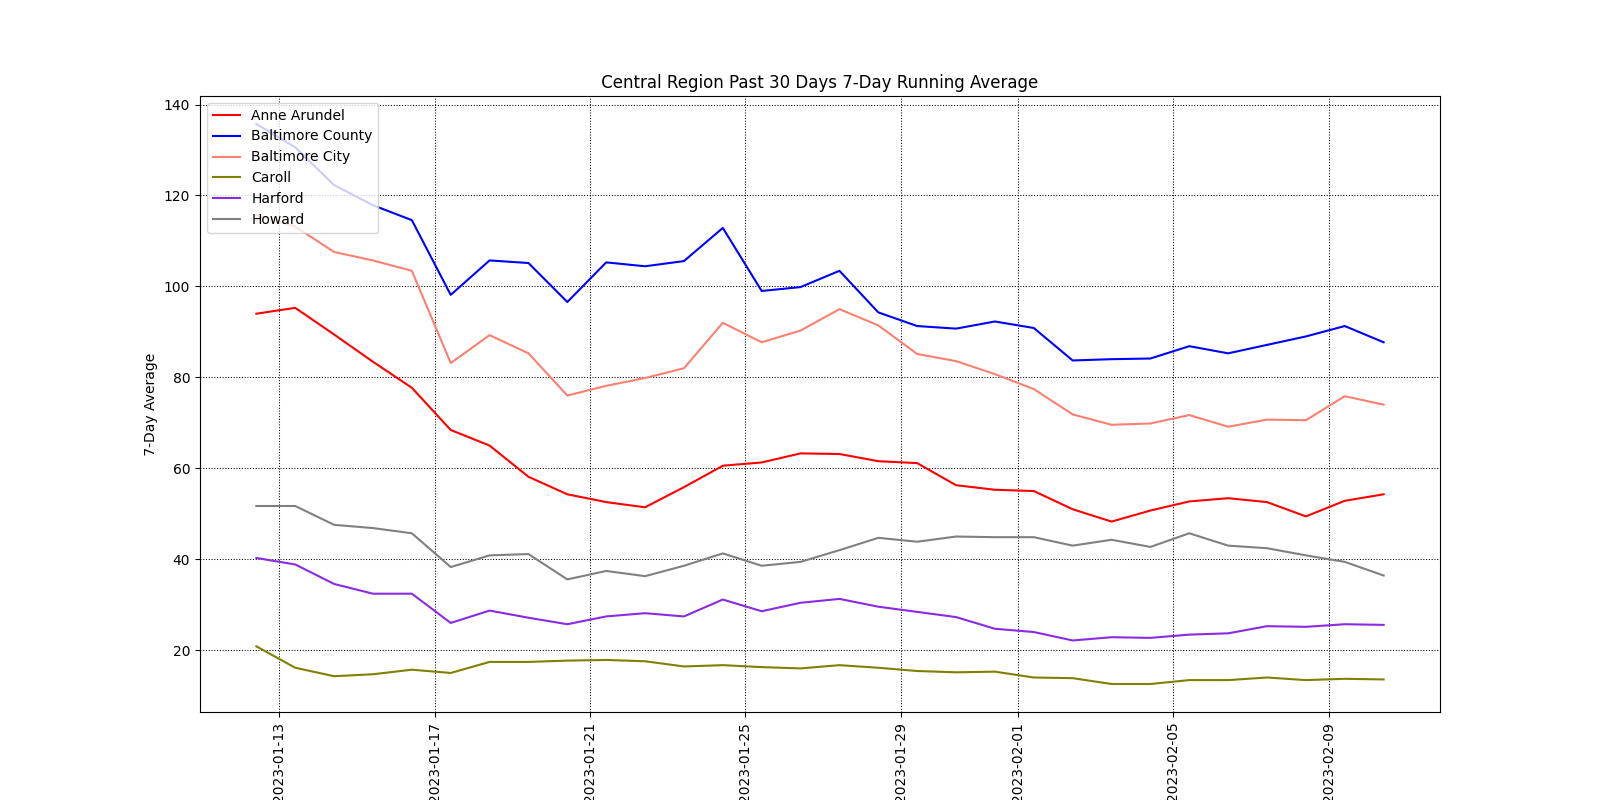 Central Region Past 30 Days 7-Day Running Average
140
120
100
80
60
40
20
7-Day Average
Anne Arundel
Baltimore County
Baltimore City
Caroll
Harford
Howard
2023-01-13
2023-01-17
2023-01-21
2023-01-25
2023-01-29
2023-02-01
2023-02-05
2023-02-09